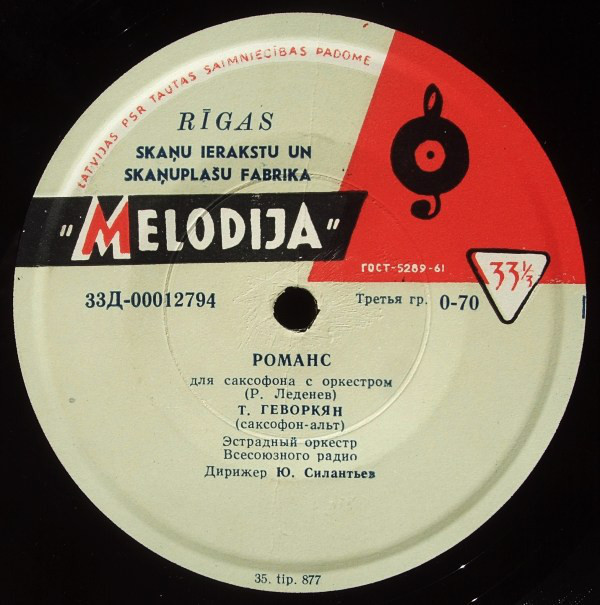 LATVIJAS PSR TAUTAS SAIMNIECĪBAS PADOME
RĪGAS
SKAŅU IERAKSTU UN
SKAŅUPLAŠU FABRIKA
"MELODIJA"
ГОСТ-5289-61
33⅓
33Д-00012794
Третья гр. 0-70
РОМАНС
для саксофона с оркестром
(Р. Леденев)
Т. ГЕВОРКЯН
(саксофон-альт)
Эстрадный оркестр
Всесоюзного радио
Дирижер Ю. Силантьев
35. tip. 877